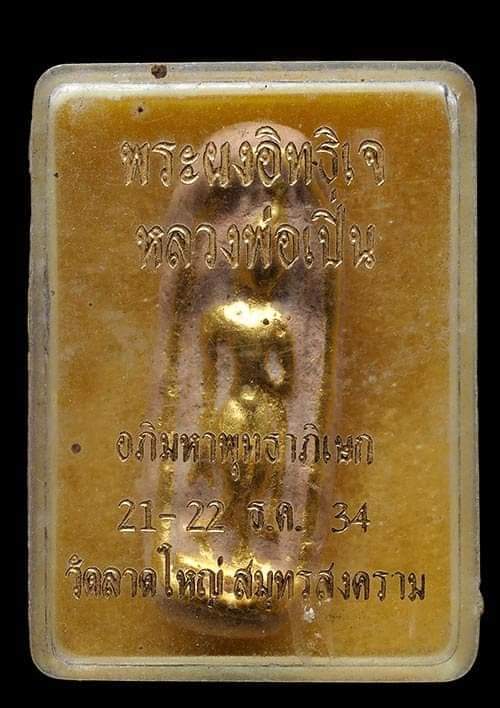 พระผงอิทธิเจ
หลวงพ่อเปิ่น
อภิมหาพุทธาภิเษก
21-22 ธ.ค. 34
วัดลาดใหญ่ สมุทรสงคราม